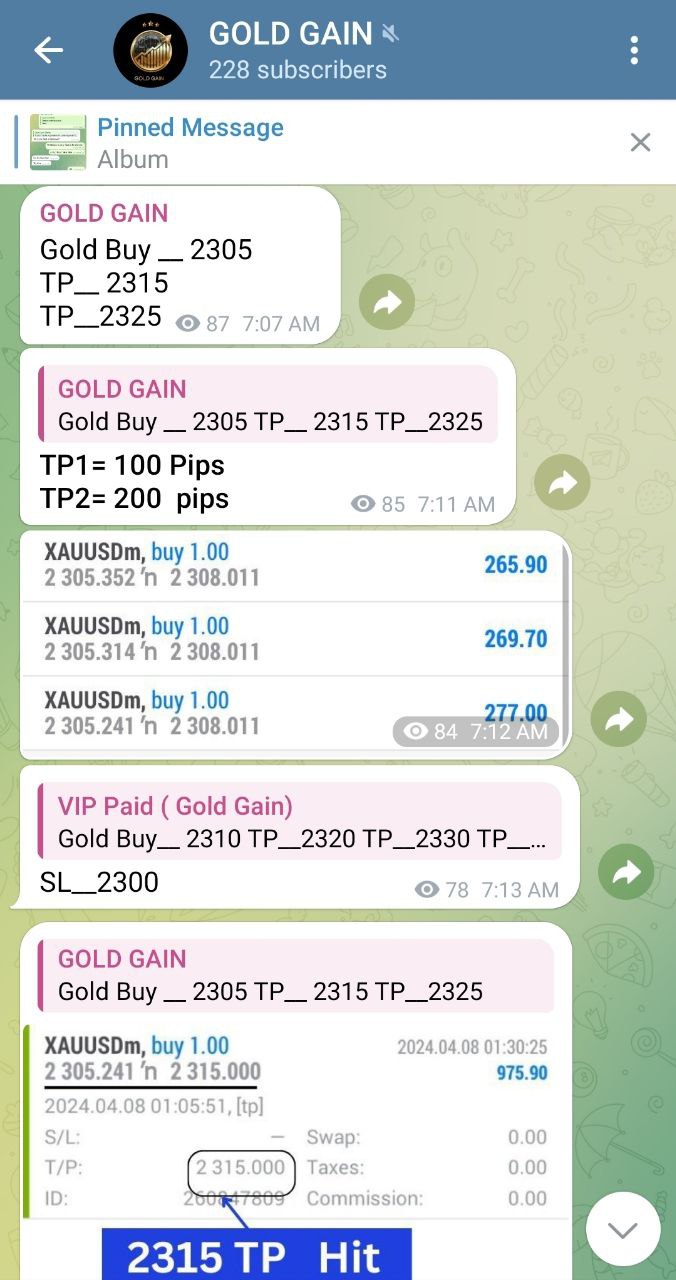 GOLD GAIN
228 subscribers
Pinned Message
Album
GOLD GAIN
GOLD GAIN
Gold Buy __ 2305
TP__ 2315
TP__2325
87 7:07 AM
GOLD GAIN
Gold Buy __ 2305 TP__ 2315 TP__2325
TP1= 100 Pips
TP2= 200 pips
85 7:11 AM
XAUUSDm, buy 1.00
2 305.352 'n 2 308.011
265.90
XAUUSDm, buy 1.00
2 305.314 'n 2 308.011
269.70
XAUUSDm, buy 1.00
2 305.241 'n 2 308.011
277.00
84 7:12 AM
VIP Paid ( Gold Gain)
Gold Buy__ 2310 TP__2320 TP__2330 TP__...
SL__2300
78 7:13 AM
GOLD GAIN
Gold Buy __ 2305 TP__ 2315 TP__2325
XAUUSDm, buy 1.00
2024.04.08 01:30:25
2 305.241 'n 2 315.000
975.90
2024.04.08 01:05:51, [tp]
S/L: – Swap: 0.00
T/P: 2 315.000 Taxes: 0.00
ID: 260847809 Commission: 0.00
2315 TP Hit